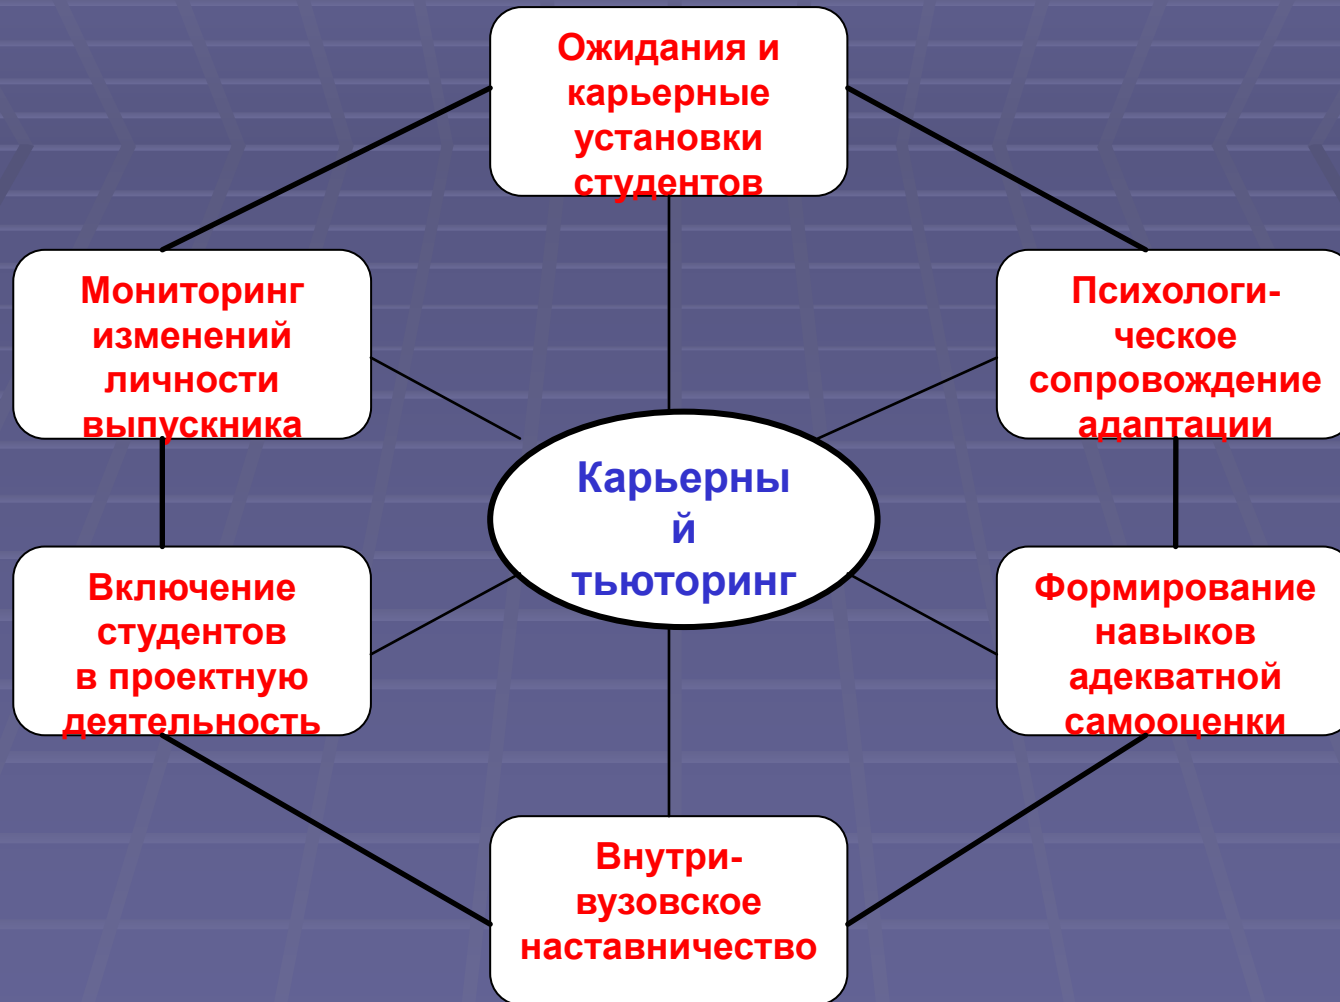 Ожидания и
карьерные
установки
студентов
Мониторинг
изменений
личности
выпускника
Психологи-
ческое
сопровождение
адаптации
Карьерны
й
тьюторинг
Включение
студентов
в проектную
деятельность
Формирование
навыков
адекватной
самооценки
Внутри-
вузовское
наставничество